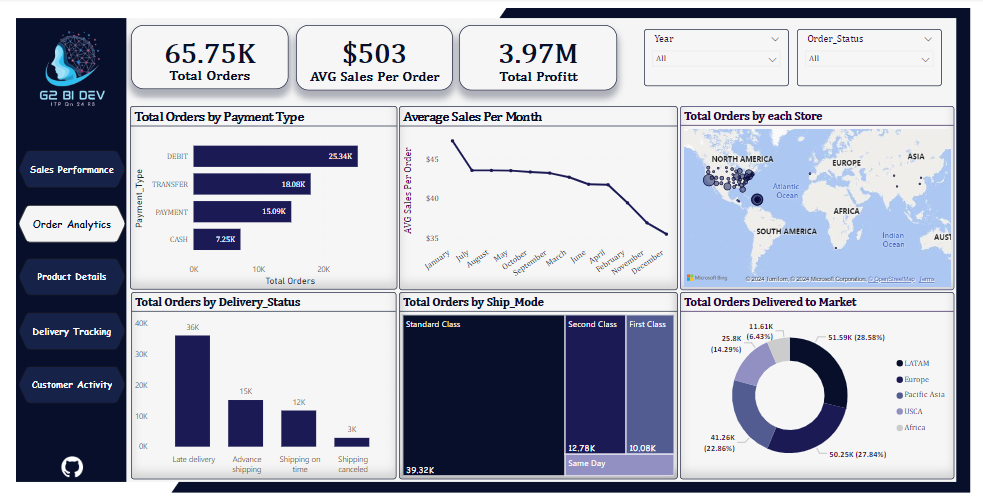 G2 BI DEV
ITP Qn 24 R3
Sales Performance
Order Analytics
Product Details
Delivery Tracking
Customer Activity
65.75K
Total Orders
$503
AVG Sales Per Order
3.97M
Total Profitt
Year
All
Order_Status
All
Total Orders by Payment Type
Payment_Type
DEBIT
25.34K
TRANSFER
18.08K
PAYMENT
15.09K
CASH
7.25K
0K
10K
20K
Total Orders
Average Sales Per Month
AVG Sales Per Order
$45
$40
$35
January
July
August
May
October
September
March
June
April
February
November
December
Total Orders by each Store
NORTH AMERICA
EUROPE
ASIA
Atlantic
Ocean
AFRICA
SOUTH AMERICA
Indian
Ocean
AUST
Microsoft Bing
© 2024 TomTom, © 2024 Microsoft Corporation, © OpenStreetMap Terms
Total Orders by Delivery_Status
40K
30K
20K
10K
0K
36K
15K
12K
3K
Late delivery
Advance
shipping
Shipping on
time
Shipping
canceled
Total Orders by Ship_Mode
Standard Class
39.32K
Second Class
12.78K
First Class
10.08K
Same Day
Total Orders Delivered to Market
11.61K
(6.43%)
25.8K
(14.29%)
41.26K
(22.86%)
51.59K (28.58%)
50.25K (27.84%)
LATAM
Europe
Pacific Asia
USCA
Africa